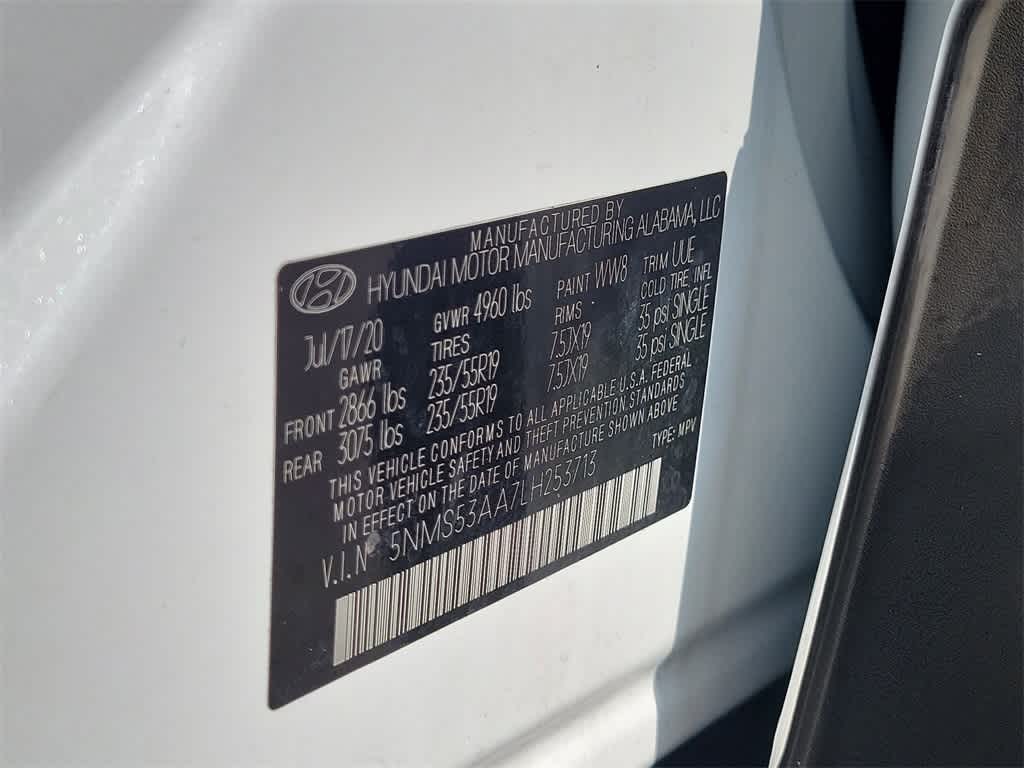 MANUFACTURED BY
HYUNDAI MOTOR MANUFACTURING ALABAMA, LLC
Jul/17/20 GVWR 4960 lbs PAINT WW8 TRIM UUE
GAWR TIRES RIMS COLD TIRE, INFL
FRONT 2866 lbs 235/55R19 7.5JX19 35 psi SINGLE
REAR 3075 lbs 235/55R19 7.5JX19 35 psi SINGLE
THIS VEHICLE CONFORMS TO ALL APPLICABLE U.S.A. FEDERAL
MOTOR VEHICLE SAFETY AND THEFT PREVENTION STANDARDS
IN EFFECT ON THE DATE OF MANUFACTURE SHOWN ABOVE
V.I.N 5NMS53AA7LH253713 TYPE: MPV